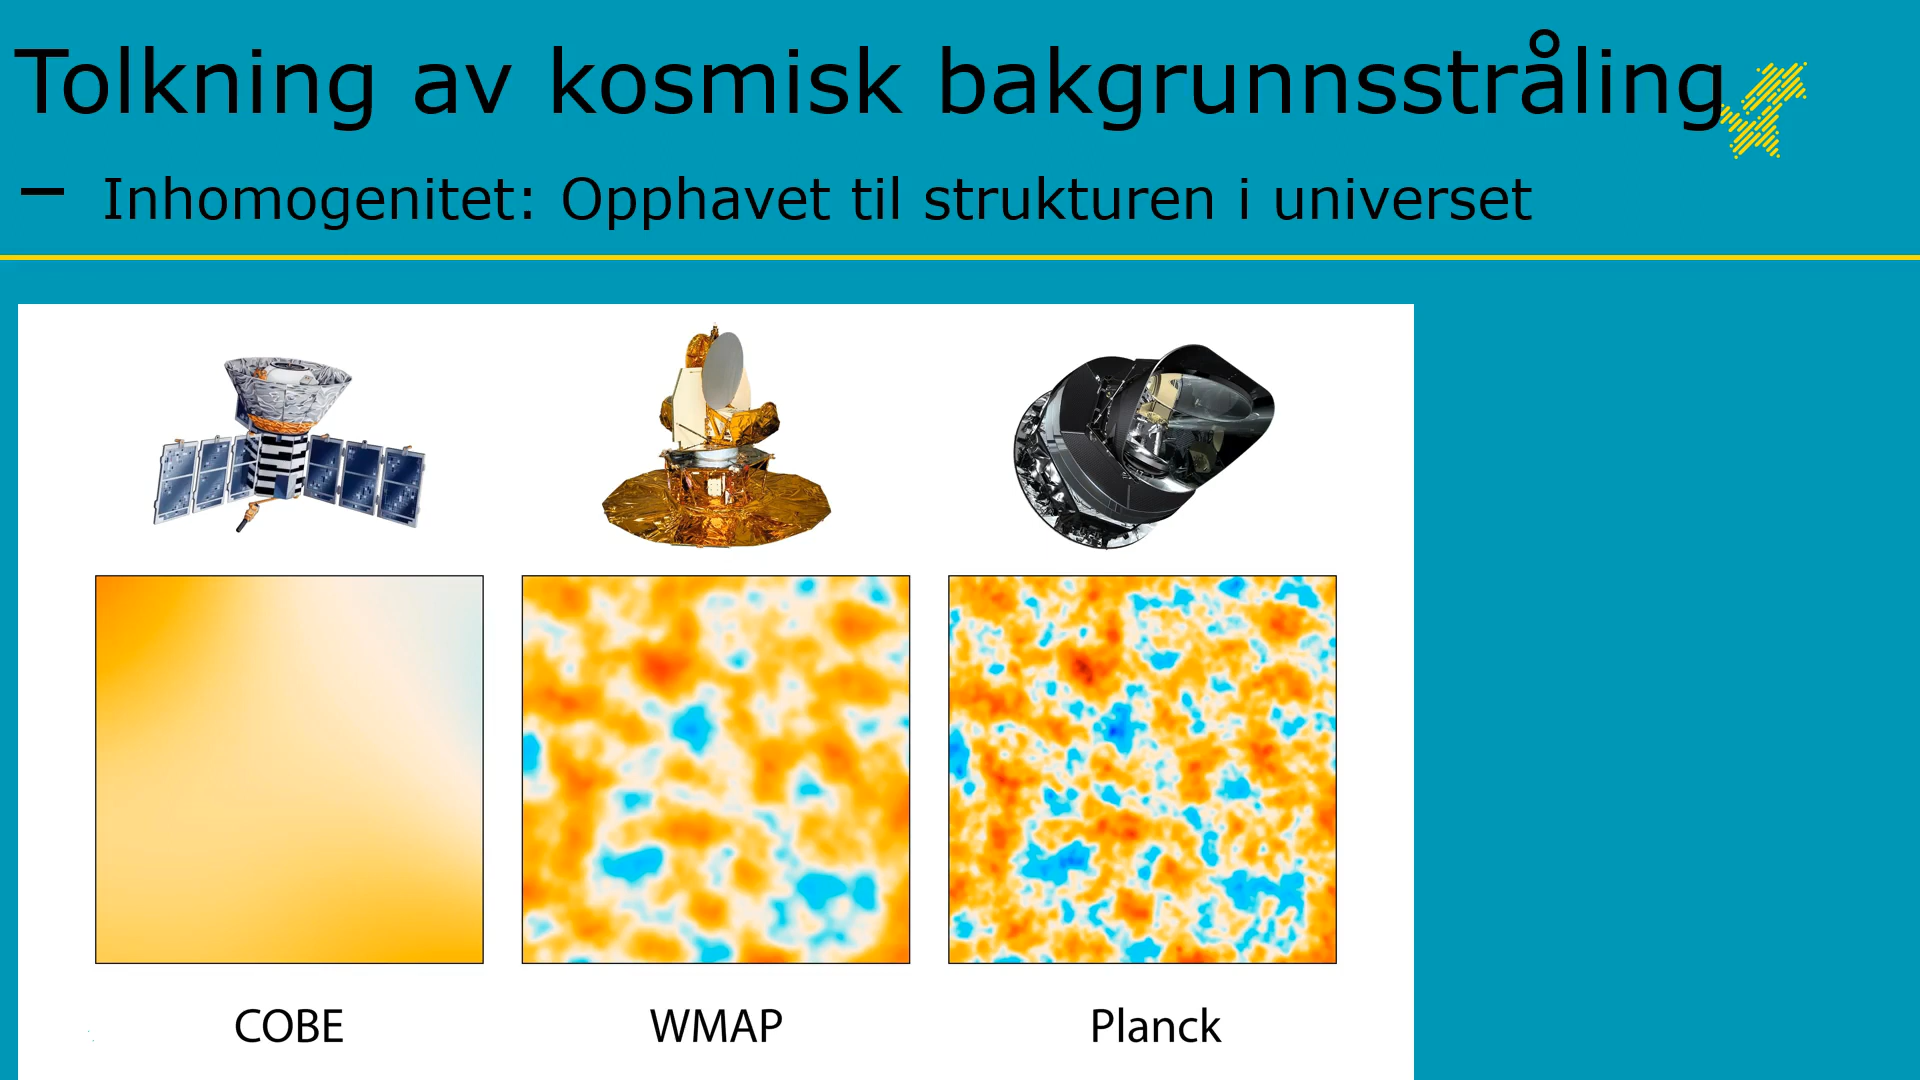 Tolkning av kosmisk bakgrunnsstråling
– Inhomogenitet: Opphavet til strukturen i universet
COBE
WMAP
Planck